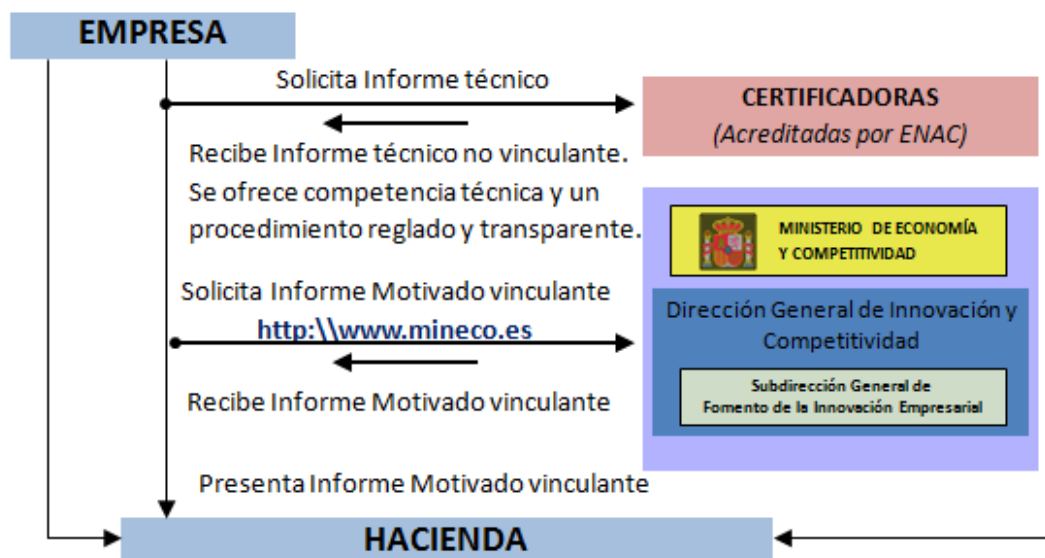 EMPRESA
Solicita Informe técnico
CERTIFICADORAS
(Acreditadas por ENAC)
Recibe Informe técnico no vinculante.
Se ofrece competencia técnica y un
procedimiento reglado y transparente.
MINISTERIO DE ECONOMÍA
Y COMPETITIVIDAD
Solicita Informe Motivado vinculante
http:\\www.mineco.es
Dirección General de Innovación y
Competitividad
Subdirección General de
Fomento de la Innovación Empresarial
Recibe Informe Motivado vinculante
Presenta Informe Motivado vinculante
HACIENDA